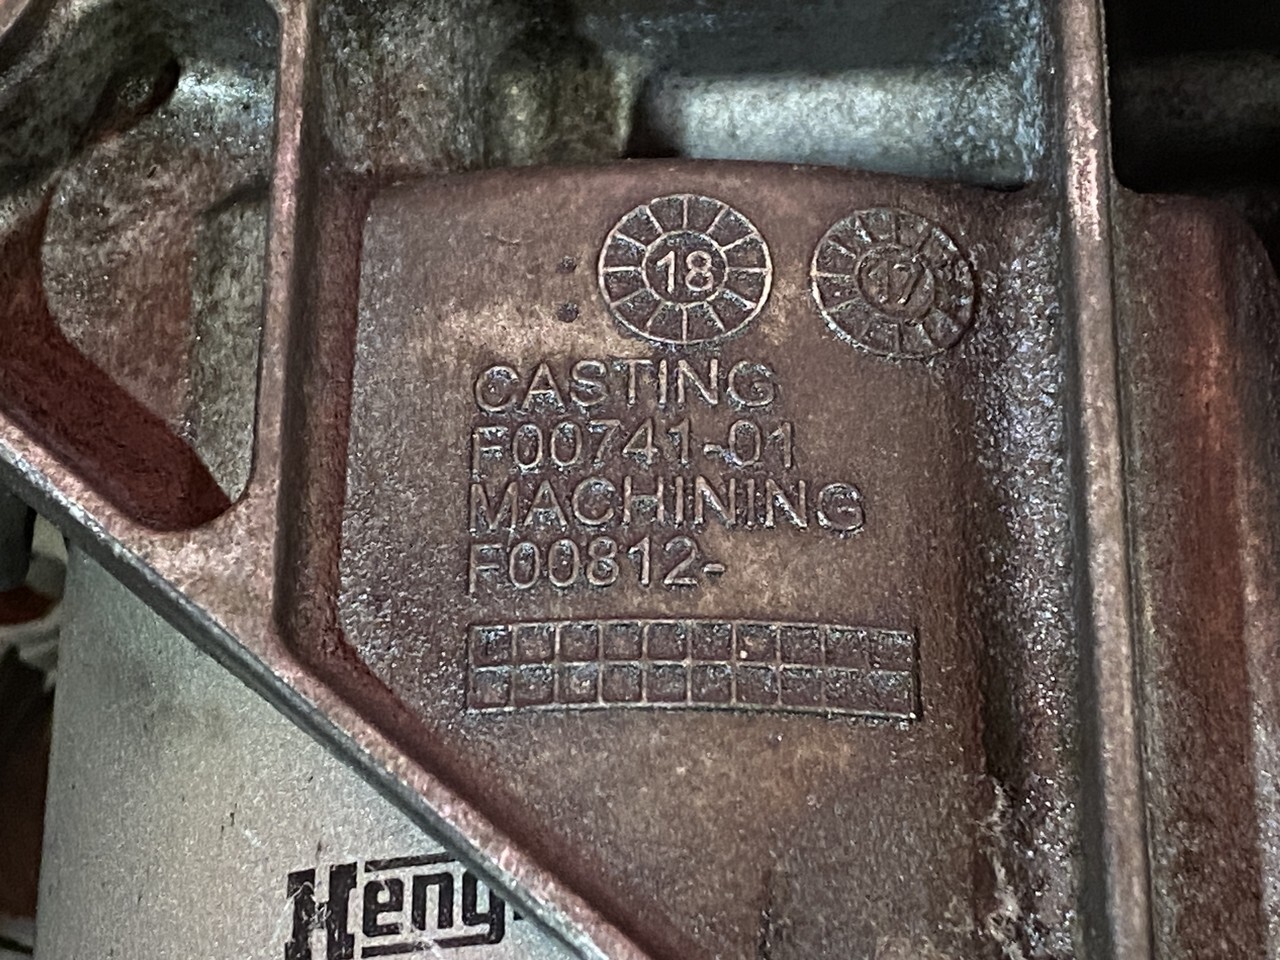 18
17
CASTING
F00741-01
MACHINING
F00812-